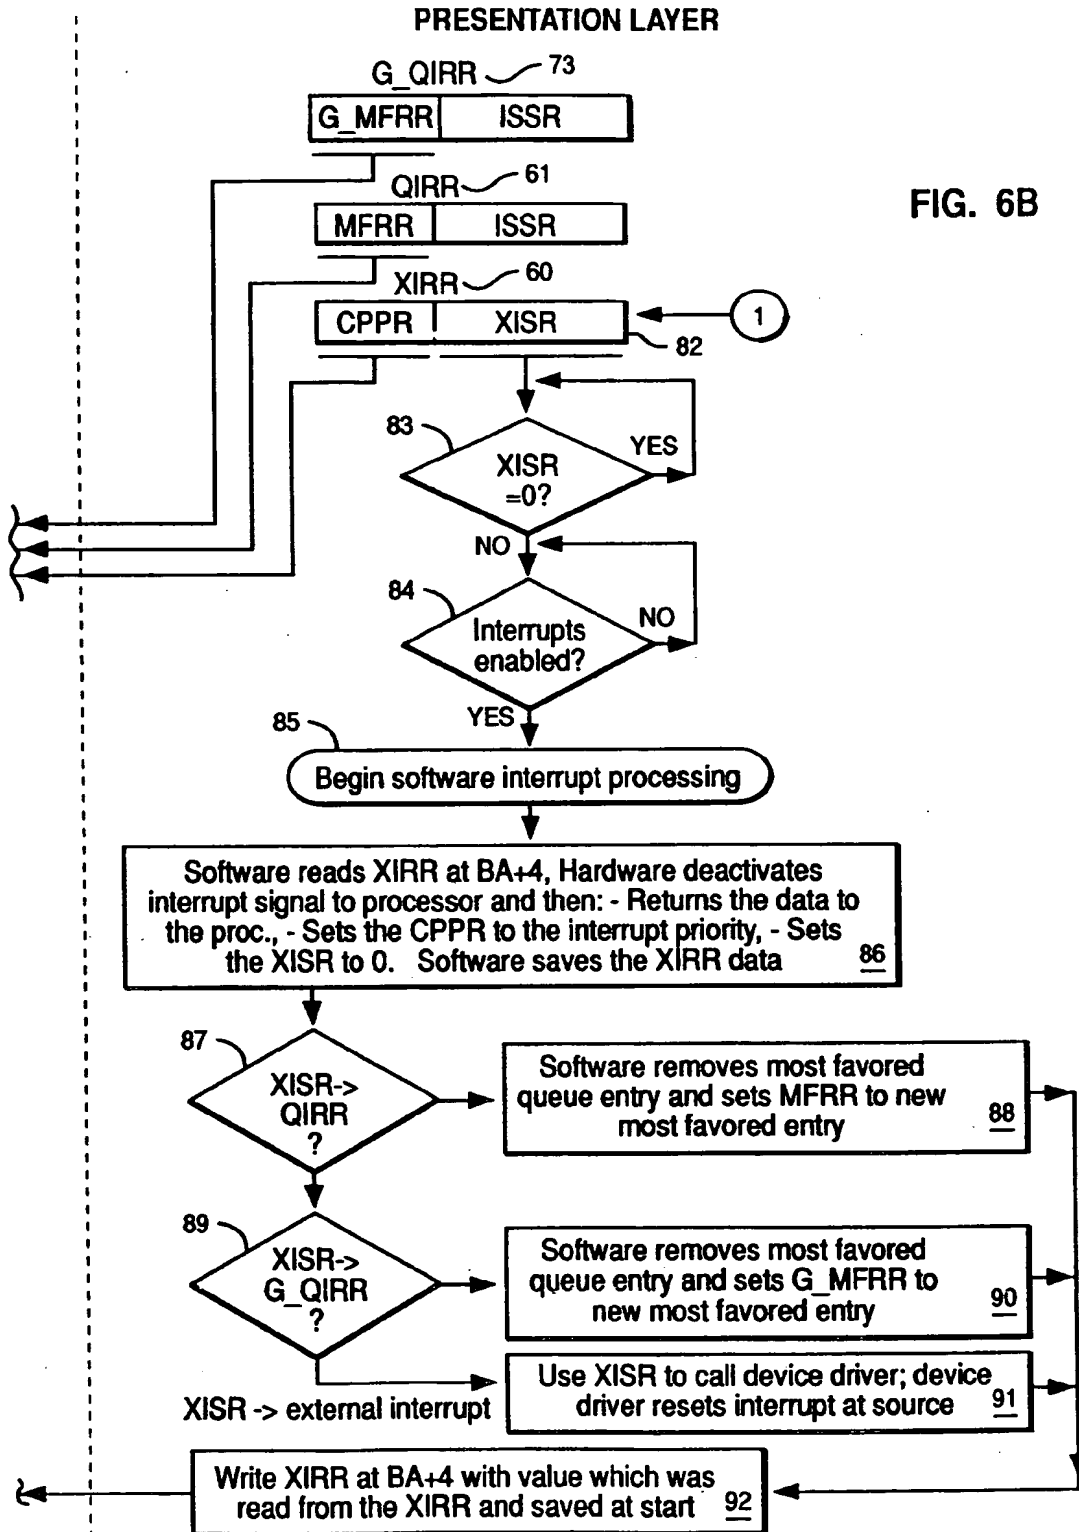 PRESENTATION LAYER
G_QIRR 73
G_MFRR ISSR
QIRR 61
FIG. 6B
MFRR ISSR
XIRR 60
CPPR XISR
1
82
83
YES
XISR
=0?
NO
84
NO
Interrupts
enabled?
YES
85
Begin software interrupt processing
Software reads XIRR at BA+4, Hardware deactivates
interrupt signal to processor and then: - Returns the data to
the proc., - Sets the CPPR to the interrupt priority, - Sets
the XISR to 0. Software saves the XIRR data 86
87
XISR->
QIRR
?
Software removes most favored
queue entry and sets MFRR to new
most favored entry 88
89
XISR->
G_QIRR
?
Software removes most favored
queue entry and sets G_MFRR to
new most favored entry 90
XISR -> external interrupt
Use XISR to call device driver; device
driver resets interrupt at source 91
Write XIRR at BA+4 with value which was
read from the XIRR and saved at start 92